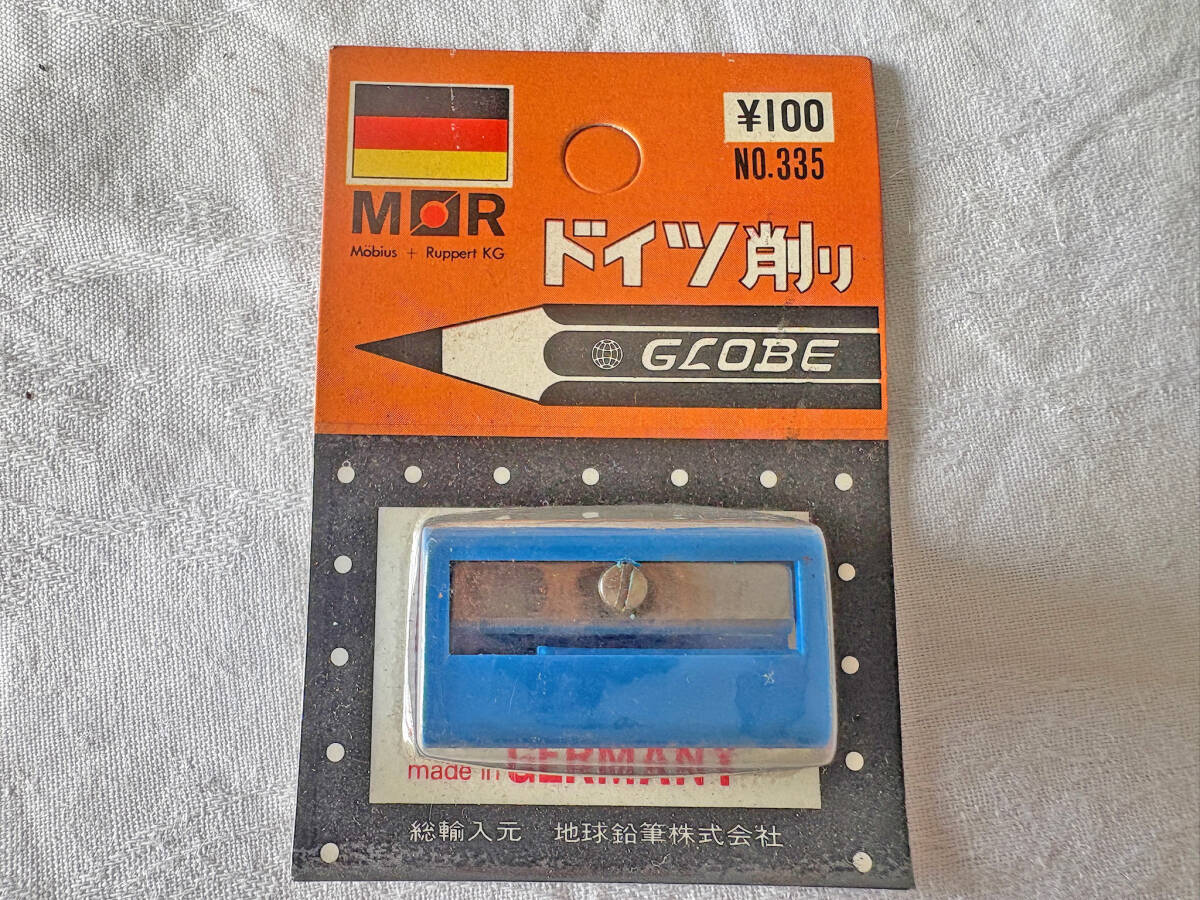 ¥100
NO.335
M R
Möbius + Ruppert KG
ドイツ削り
GLOBE
made in GERMANY
総輸入元 地球鉛筆株式会社